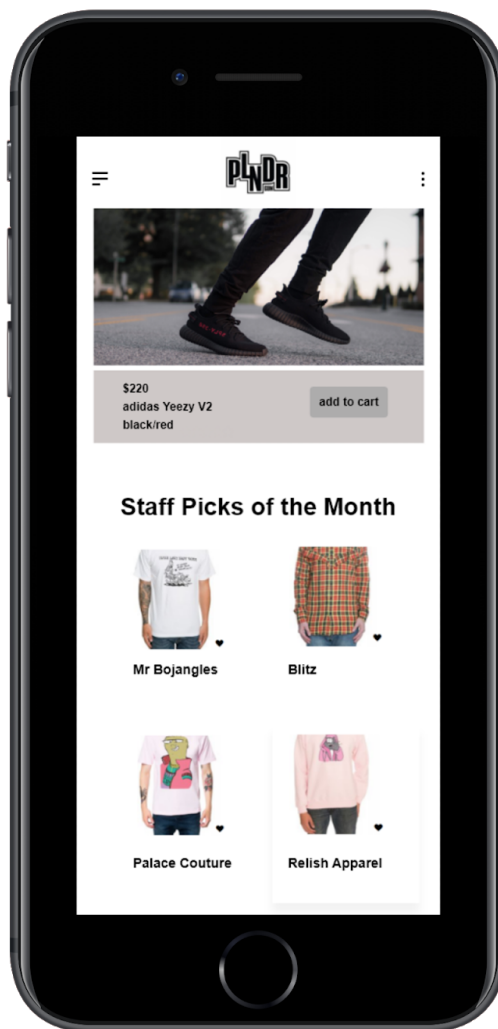 PLNDR
$220
adidas Yeezy V2
add to cart
black/red
Staff Picks of the Month
Mr Bojangles
Blitz
Palace Couture
Relish Apparel